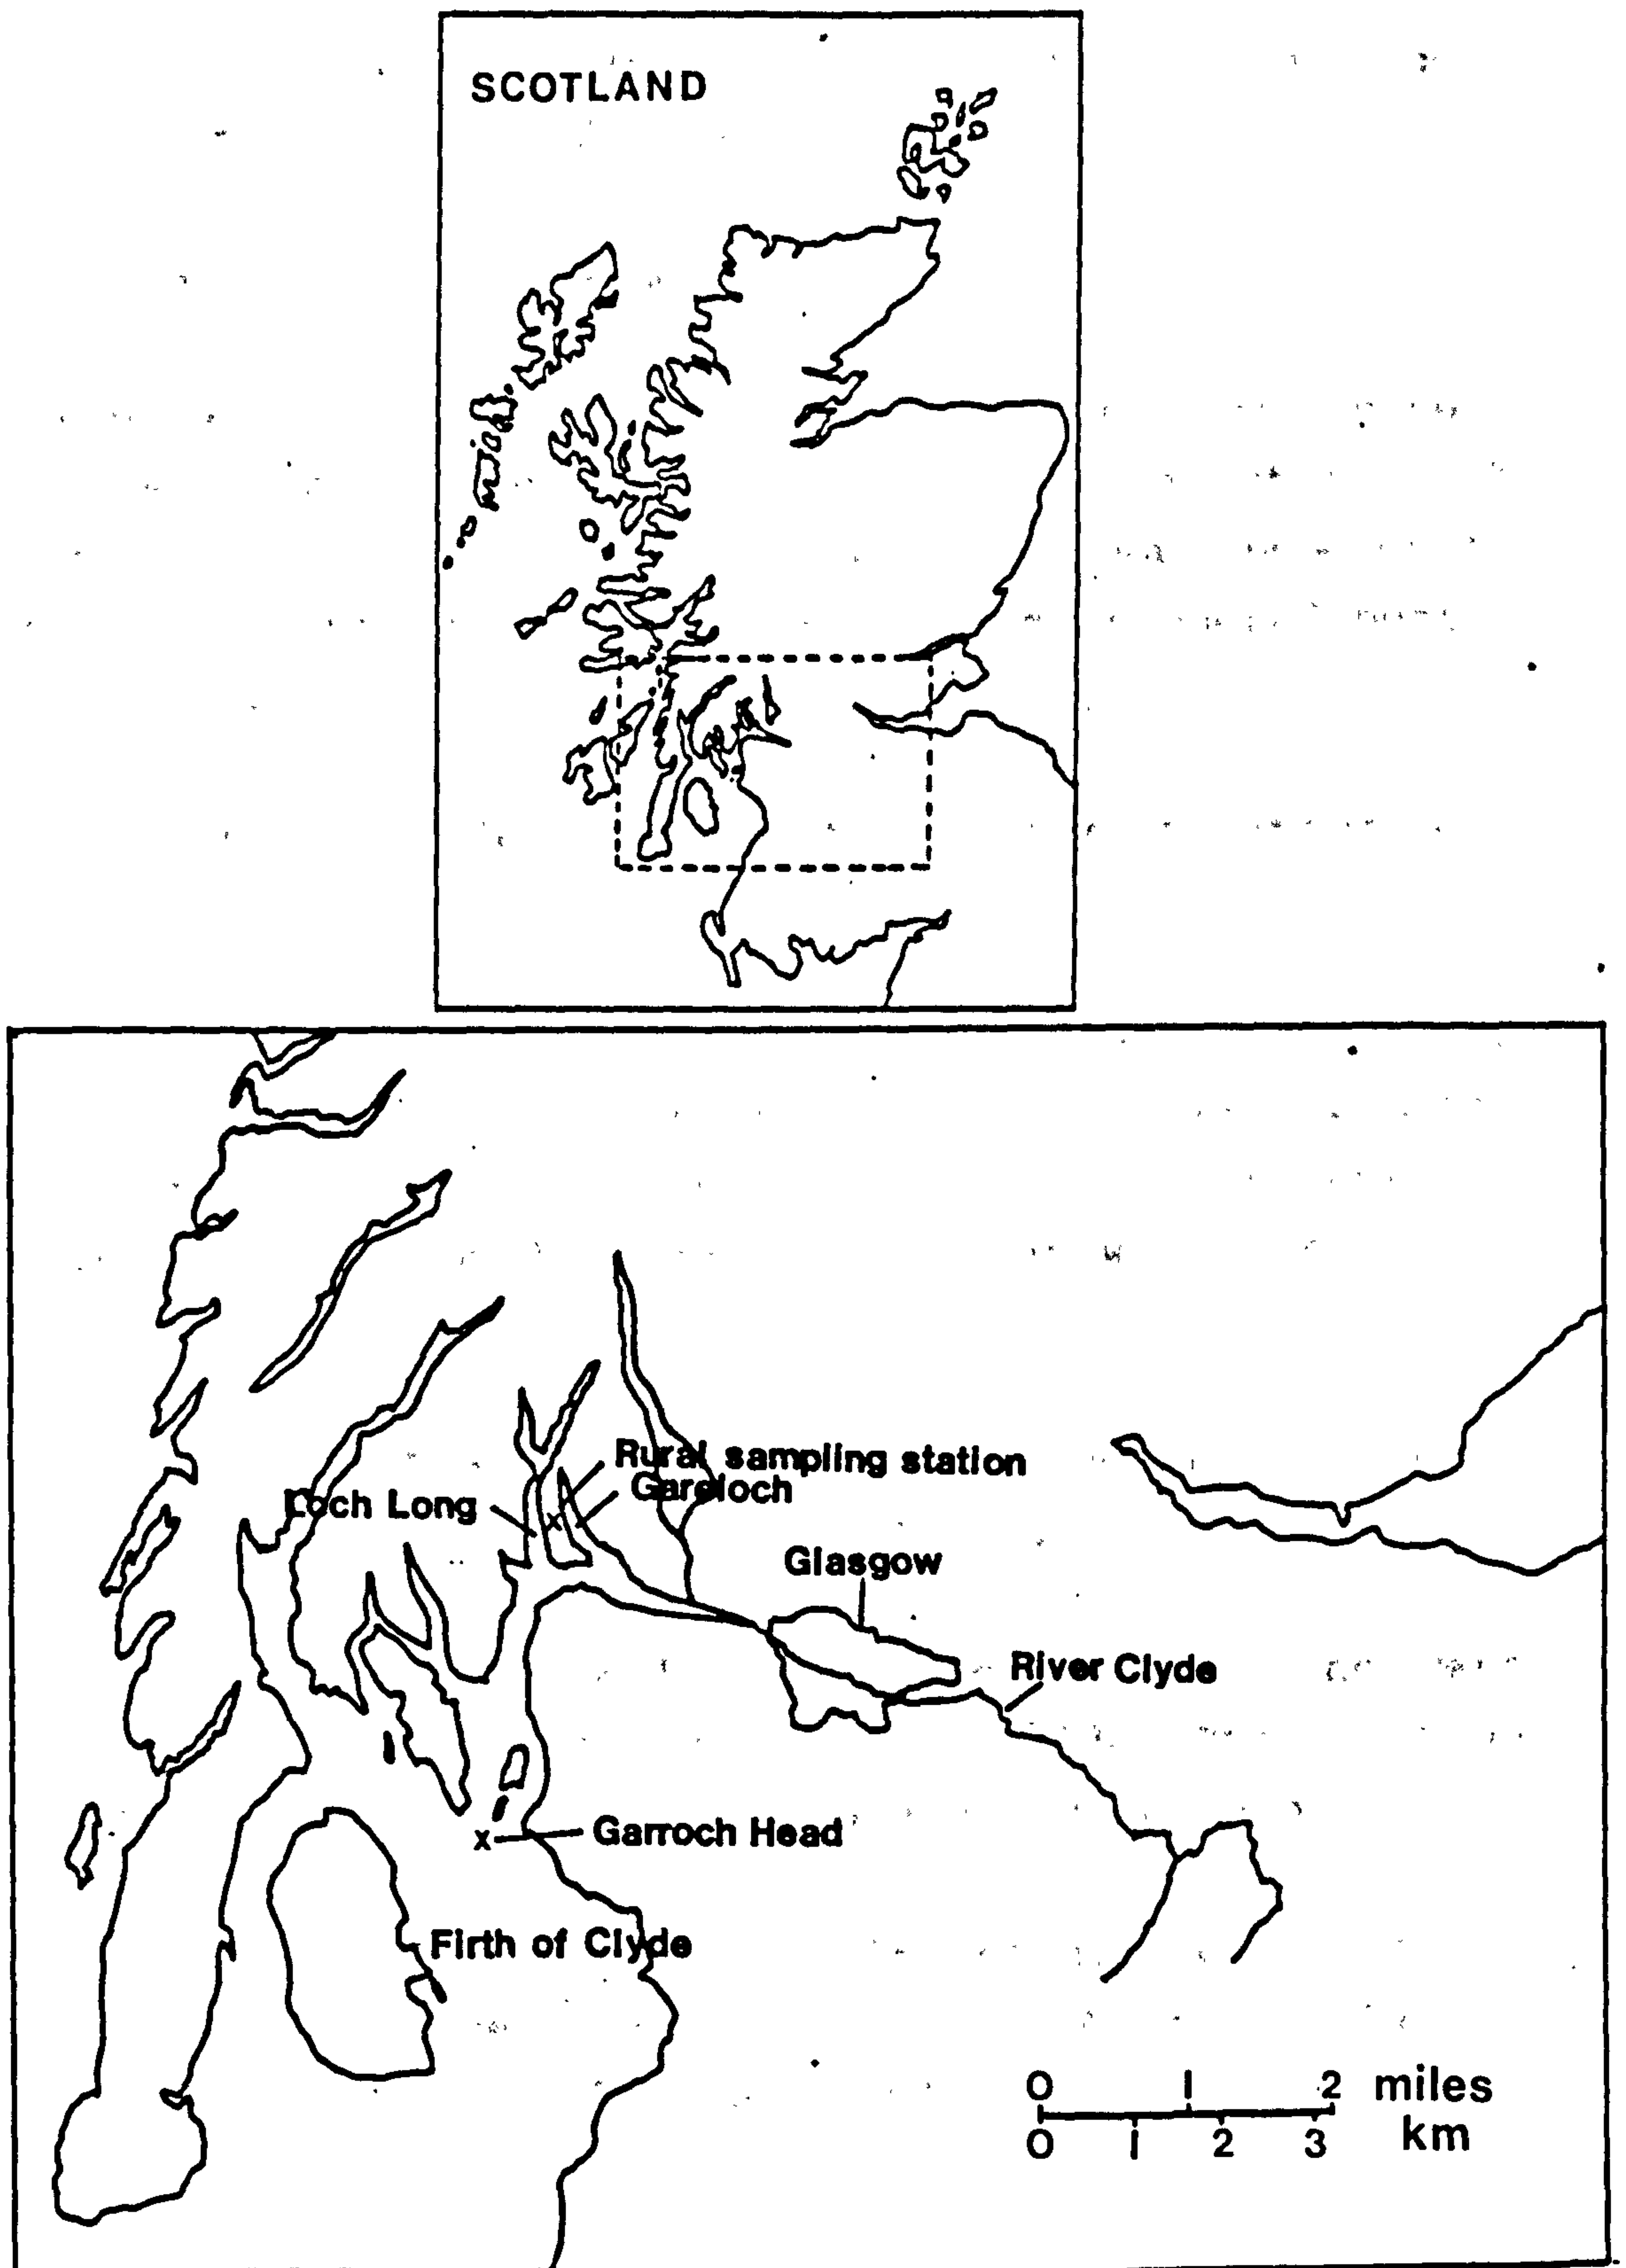 SCOTLAND
Rural sampling station
Gareloch
Loch Long
Glasgow
River Clyde
x
x
Garroch Head
Firth of Clyde
0 1 2 miles
0 1 2 3 km